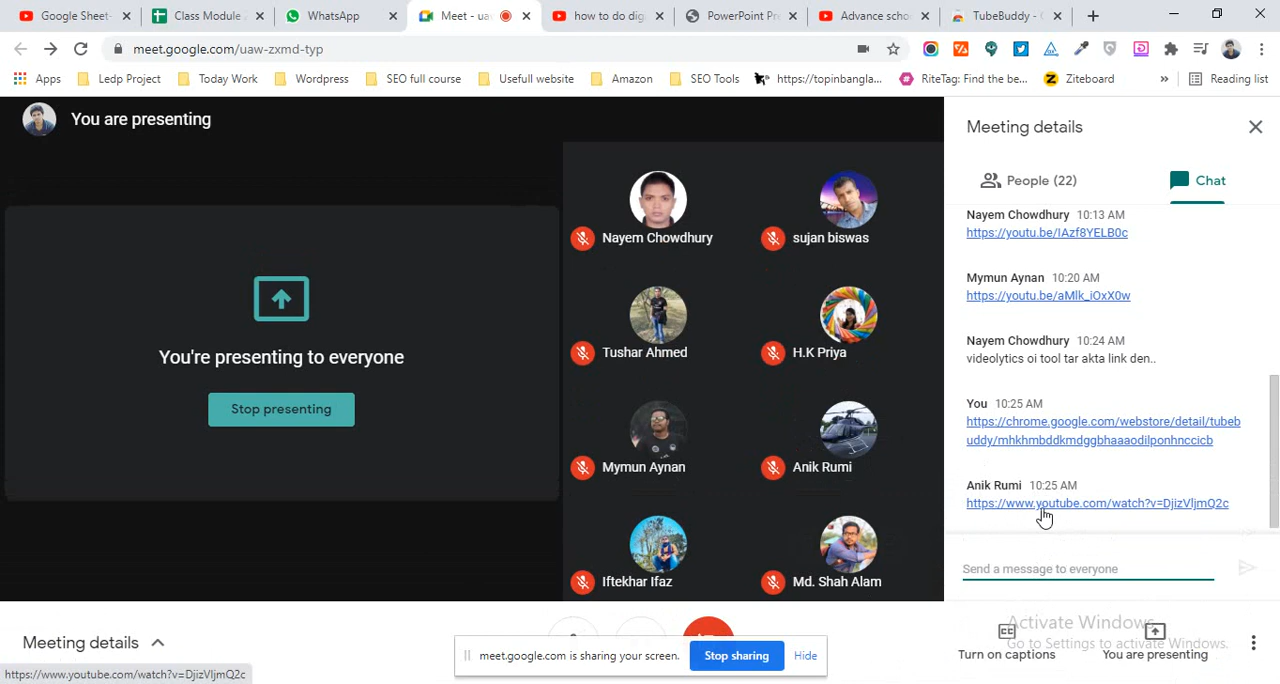 Google Sheet-
Class Module
WhatsApp
Meet - uaw
how to do dig
PowerPoint Pre
Advance scho
TubeBuddy -
meet.google.com/uaw-zxmd-typ
Apps
Ledp Project
Today Work
Wordpress
SEO full course
Usefull website
Amazon
SEO Tools
https://topinbangla...
RiteTag: Find the be...
Ziteboard
»
Reading list
You are presenting
You're presenting to everyone
Stop presenting
Nayem Chowdhury
sujan biswas
Tushar Ahmed
H.K Priya
Mymun Aynan
Anik Rumi
Iftekhar Ifaz
Md. Shah Alam
Meeting details
People (22)
Chat
Nayem Chowdhury 10:13 AM
https://youtu.be/IAzf8YELB0c
Mymun Aynan 10:20 AM
https://youtu.be/aMlk_iOxX0w
Nayem Chowdhury 10:24 AM
videolytics oi tool tar akta link den..
You 10:25 AM
https://chrome.google.com/webstore/detail/tubeb
uddy/mhkhmbddkmdggbhaaaodilponhnccicb
Anik Rumi 10:25 AM
https://www.youtube.com/watch?v=DjizVljmQ2c
Send a message to everyone
Activate Windows
Go to Settings to activate Windows.
Turn on captions
You are presenting
Meeting details
meet.google.com is sharing your screen.
Stop sharing
Hide
https://www.youtube.com/watch?v=DjizVljmQ2c